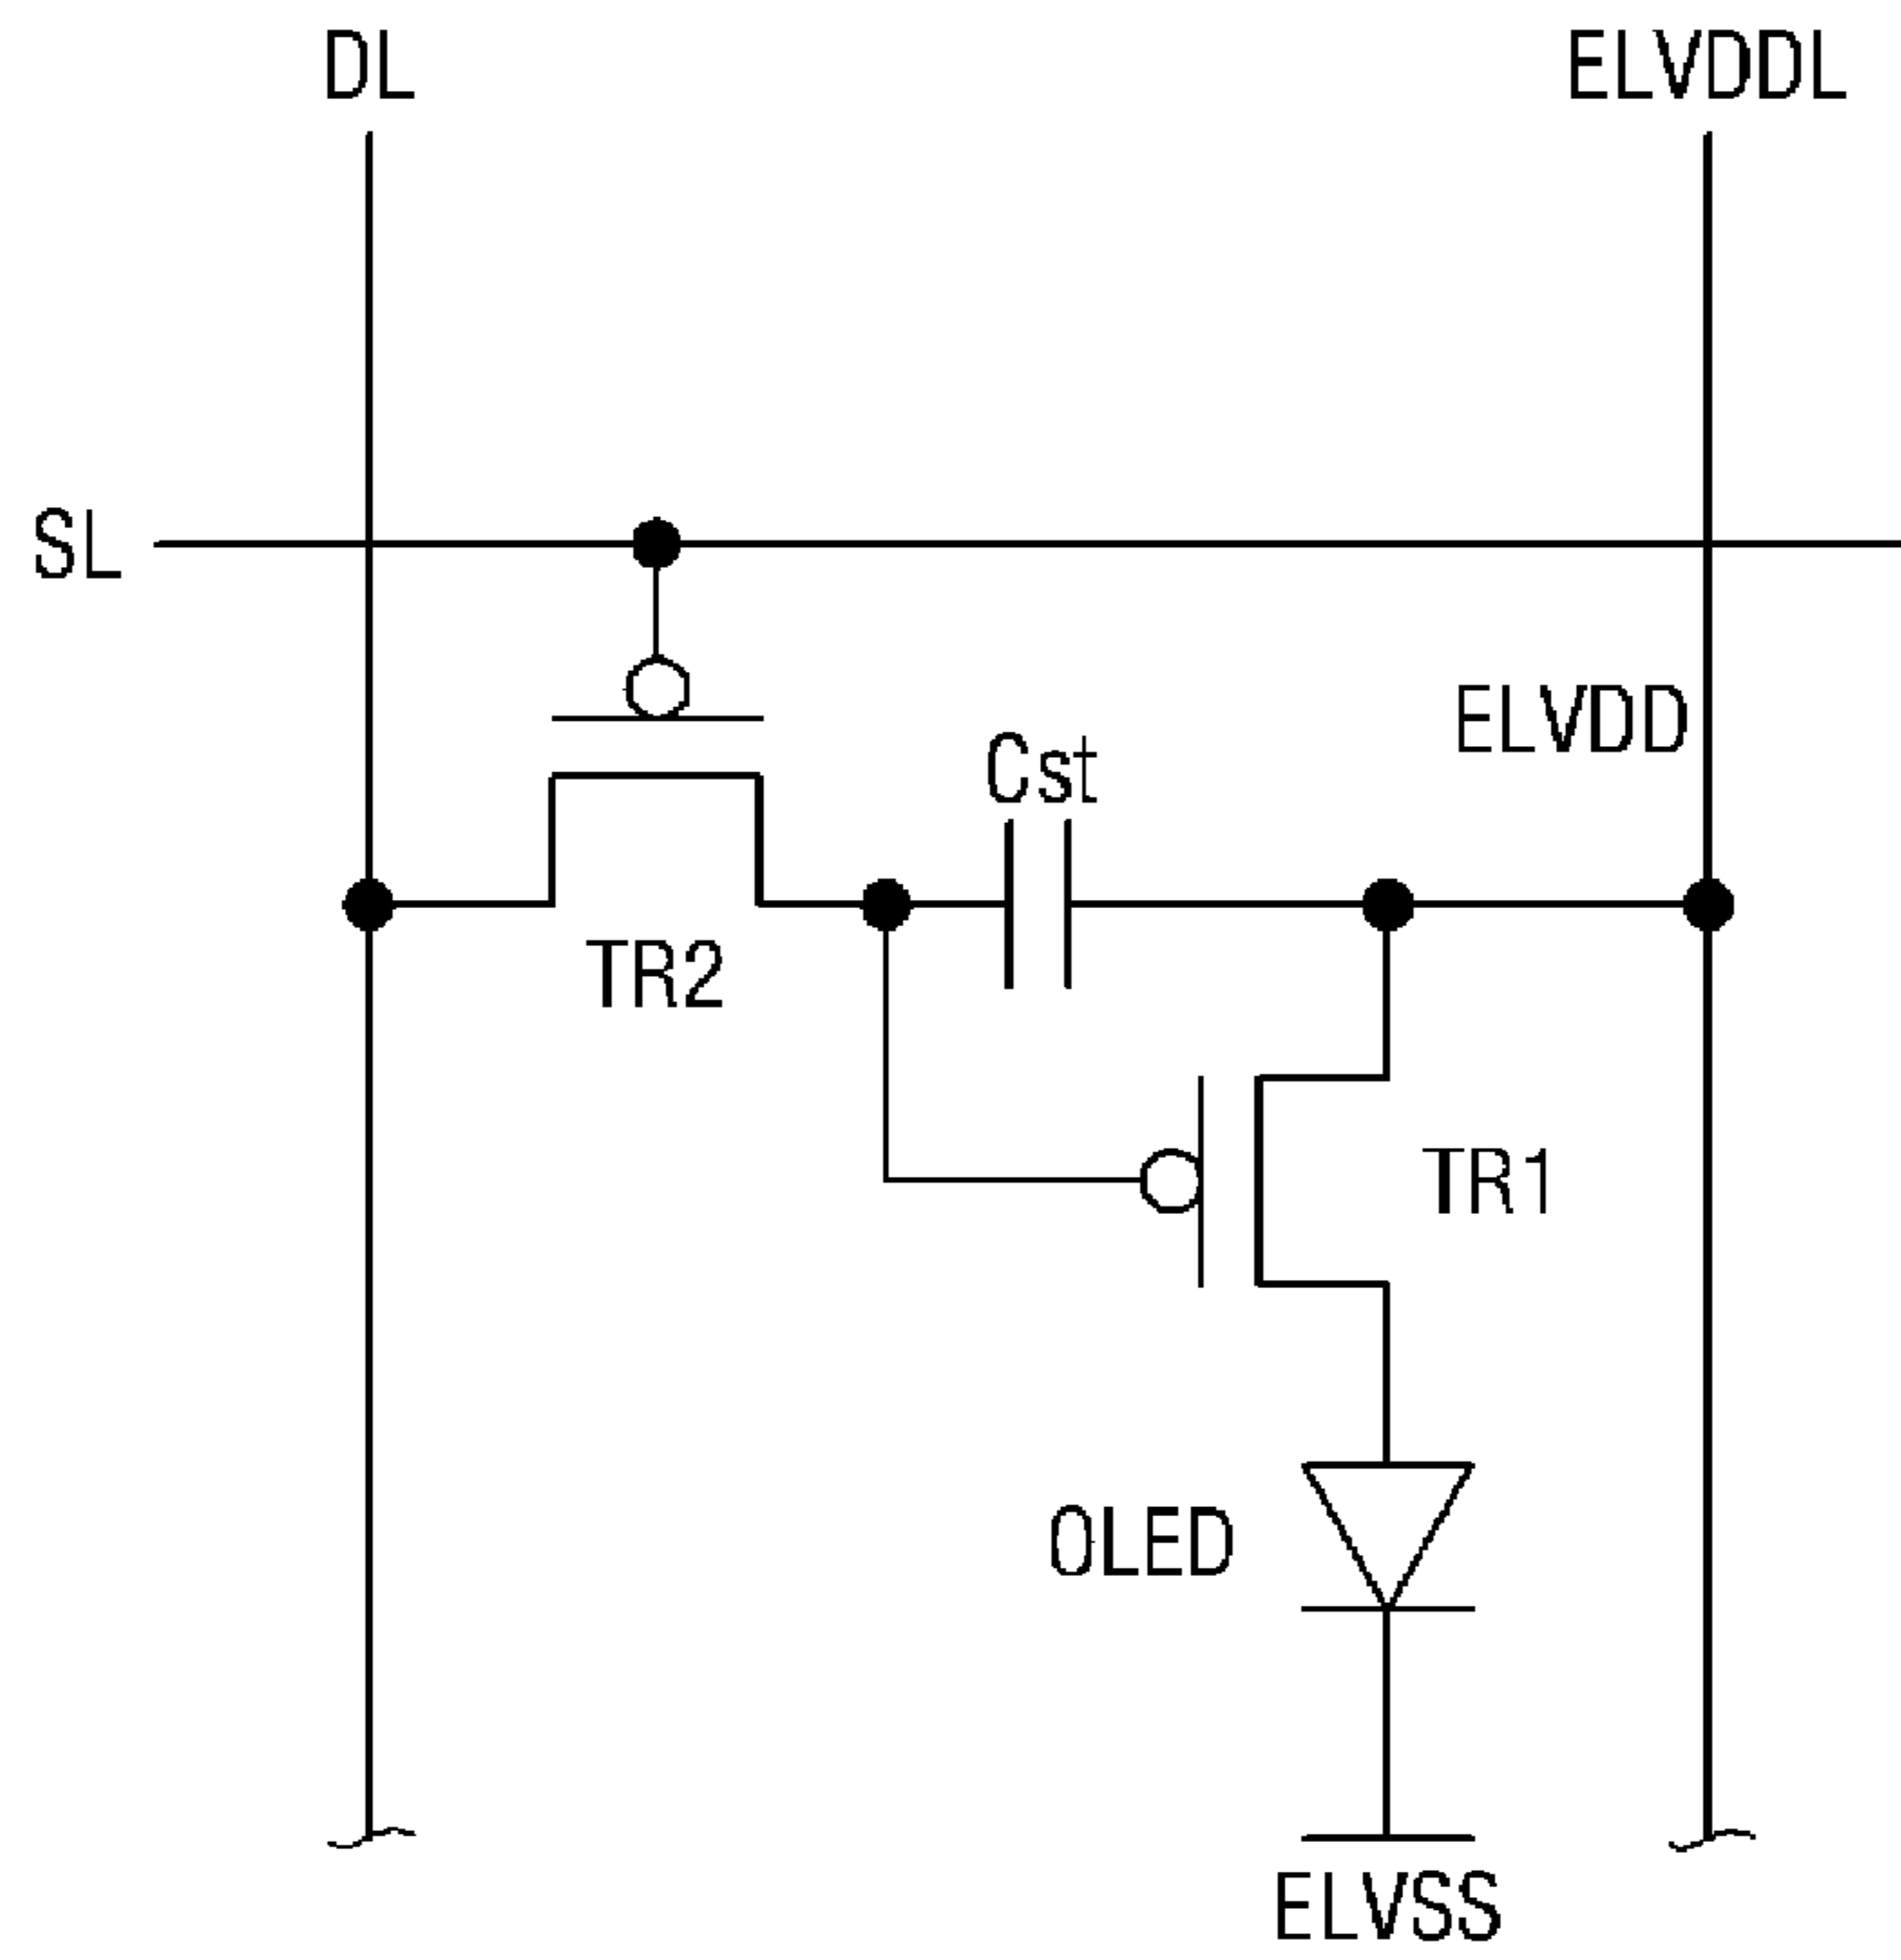 DL
ELVDDL
SL
ELVDD
Cst
TR2
TR1
OLED
ELVSS